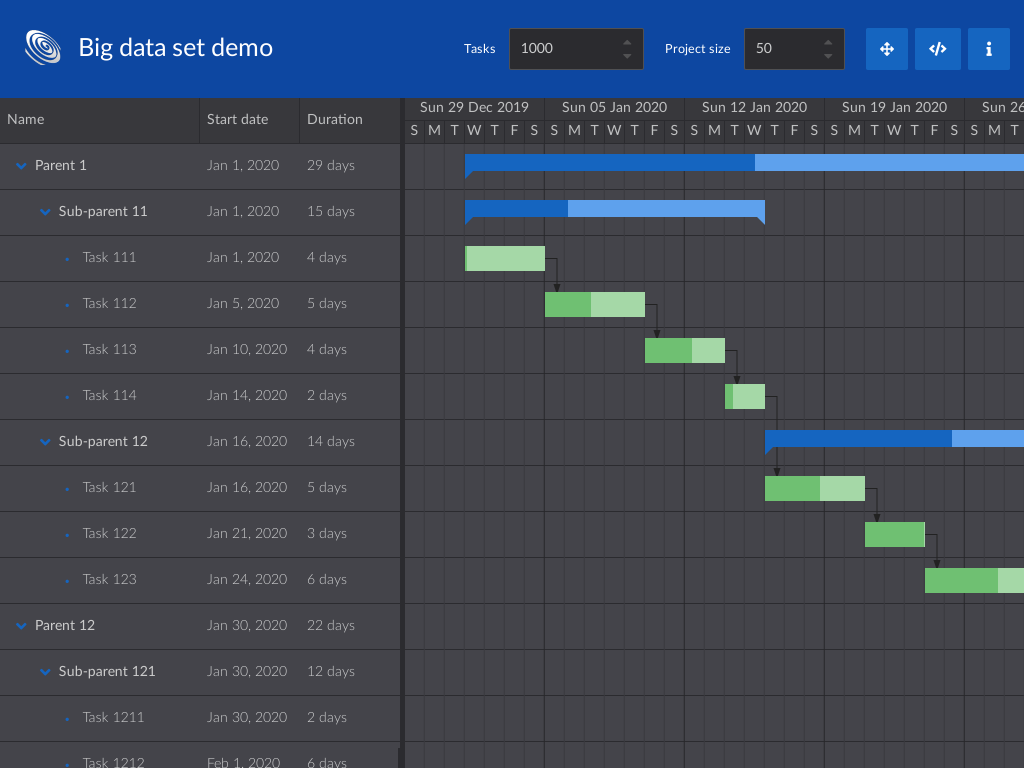 Big data set demo
Tasks 1000 Project size 50
Name Start date Duration
Sun 29 Dec 2019 Sun 05 Jan 2020 Sun 12 Jan 2020 Sun 19 Jan 2020 Sun 26
S M T W T F S S M T W T F S S M T W T F S S M T W T F S S M T
Parent 1 Jan 1, 2020 29 days
Sub-parent 11 Jan 1, 2020 15 days
Task 111 Jan 1, 2020 4 days
Task 112 Jan 5, 2020 5 days
Task 113 Jan 10, 2020 4 days
Task 114 Jan 14, 2020 2 days
Sub-parent 12 Jan 16, 2020 14 days
Task 121 Jan 16, 2020 5 days
Task 122 Jan 21, 2020 3 days
Task 123 Jan 24, 2020 6 days
Parent 12 Jan 30, 2020 22 days
Sub-parent 121 Jan 30, 2020 12 days
Task 1211 Jan 30, 2020 2 days
Task 1212 Feb 1, 2020 6 days